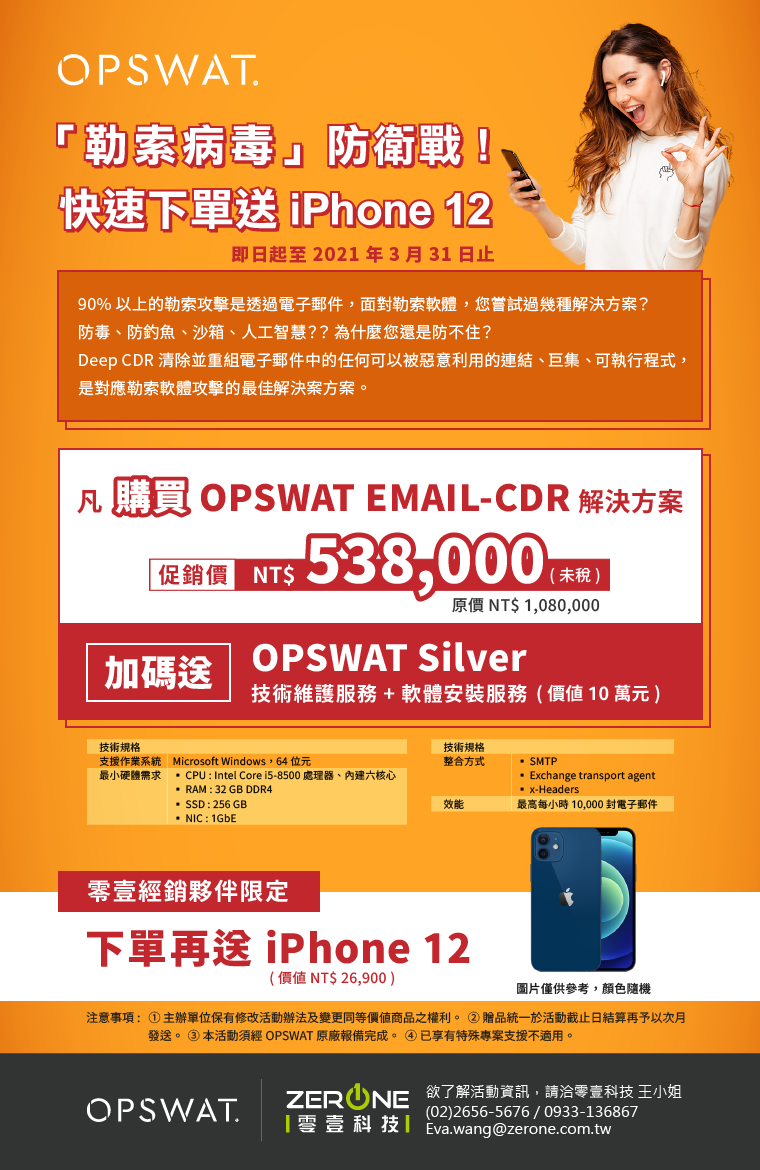 OPSWAT.
「勒索病毒」防衛戰！
快速下單送 iPhone 12
即日起至 2021 年 3 月 31 日止
90% 以上的勒索攻擊是透過電子郵件，面對勒索軟體，您嘗試過幾種解決方案？
防毒、防釣魚、沙箱、人工智慧？？為什麼您還是防不住？
Deep CDR 清除並重組電子郵件中的任何可以被惡意利用的連結、巨集、可執行程式，
是對應勒索軟體攻擊的最佳解決案方案。
凡 購買 OPSWAT EMAIL-CDR 解決方案
促銷價 NT$ 538,000 ( 未稅 )
原價 NT$ 1,080,000
加碼送
OPSWAT Silver
技術維護服務 + 軟體安裝服務 ( 價值 10 萬元 )
技術規格
支援作業系統 Microsoft Windows，64 位元
最小硬體需求 ▪ CPU : Intel Core i5-8500 處理器、內建六核心
▪ RAM : 32 GB DDR4
▪ SSD : 256 GB
▪ NIC : 1GbE
技術規格
整合方式 ▪ SMTP
▪ Exchange transport agent
▪ x-Headers
效能 最高每小時 10,000 封電子郵件
零壹經銷夥伴限定
下單再送 iPhone 12
( 價值 NT$ 26,900 )
圖片僅供參考，顏色隨機
注意事項： ① 主辦單位保有修改活動辦法及變更同等價值商品之權利。 ② 贈品統一於活動截止日結算再予以次月
發送。 ③ 本活動須經 OPSWAT 原廠報備完成。 ④ 已享有特殊專案支援不適用。
OPSWAT.
ZERONE
零壹科技
欲了解活動資訊，請洽零壹科技 王小姐
(02)2656-5676 / 0933-136867
Eva.wang@zerone.com.tw